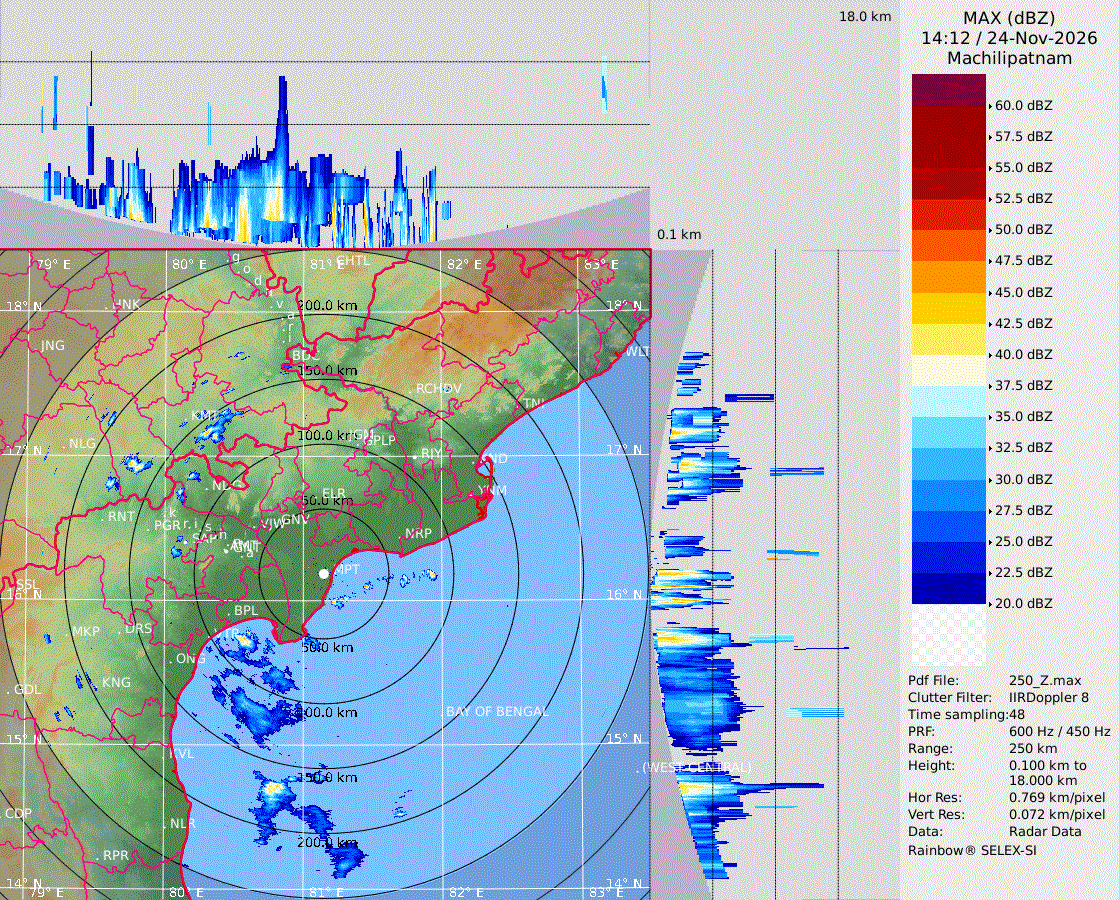 18.0 km
0.1 km
MAX (dBZ)
14:12 / 24-Nov-2026
Machilipatnam
60.0 dBZ
57.5 dBZ
55.0 dBZ
52.5 dBZ
50.0 dBZ
47.5 dBZ
45.0 dBZ
42.5 dBZ
40.0 dBZ
37.5 dBZ
35.0 dBZ
32.5 dBZ
30.0 dBZ
27.5 dBZ
25.0 dBZ
22.5 dBZ
20.0 dBZ
Pdf File: 250_Z.max
Clutter Filter: IIRDoppler 8
Time sampling:48
PRF: 600 Hz / 450 Hz
Range: 250 km
Height: 0.100 km to
18.000 km
Hor Res: 0.769 km/pixel
Vert Res: 0.072 km/pixel
Data: Radar Data
Rainbow® SELEX-SI
79° E 80° E 81° E 82° E 83° E
18° N 18° N
200.0 km
JNG
BDC
WLT
150.0 km
RCHDV
TNI
KMT
100.0 km
NLG
17° N 17° N
RJY
ELR
50.0 km
RNT
PGR
VJW
GNV
NRP
MPT
16° N 16° N
BPL
MKP
DRS
50.0 km
ONG
KNG
GDL
100.0 km
BAY OF BENGAL
15° N 15° N
KVL
(WEST CENTRAL)
150.0 km
CDP
NLR
200.0 km
RPR
14° N 14° N
79° E 80° E 81° E 82° E 83° E